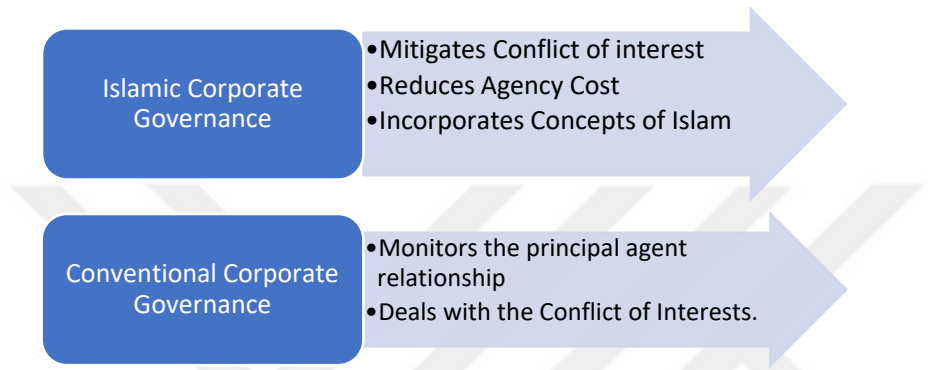 Islamic Corporate
Governance
•Mitigates Conflict of interest
•Reduces Agency Cost
•Incorporates Concepts of Islam
Conventional Corporate
Governance
•Monitors the principal agent
relationship
•Deals with the Conflict of Interests.